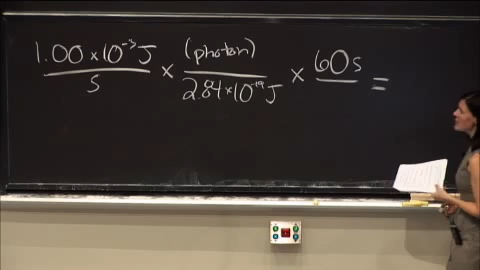 1.00 × 10⁻³ J × (photon) × 60 s =
s 2.84 × 10⁻¹⁹ J